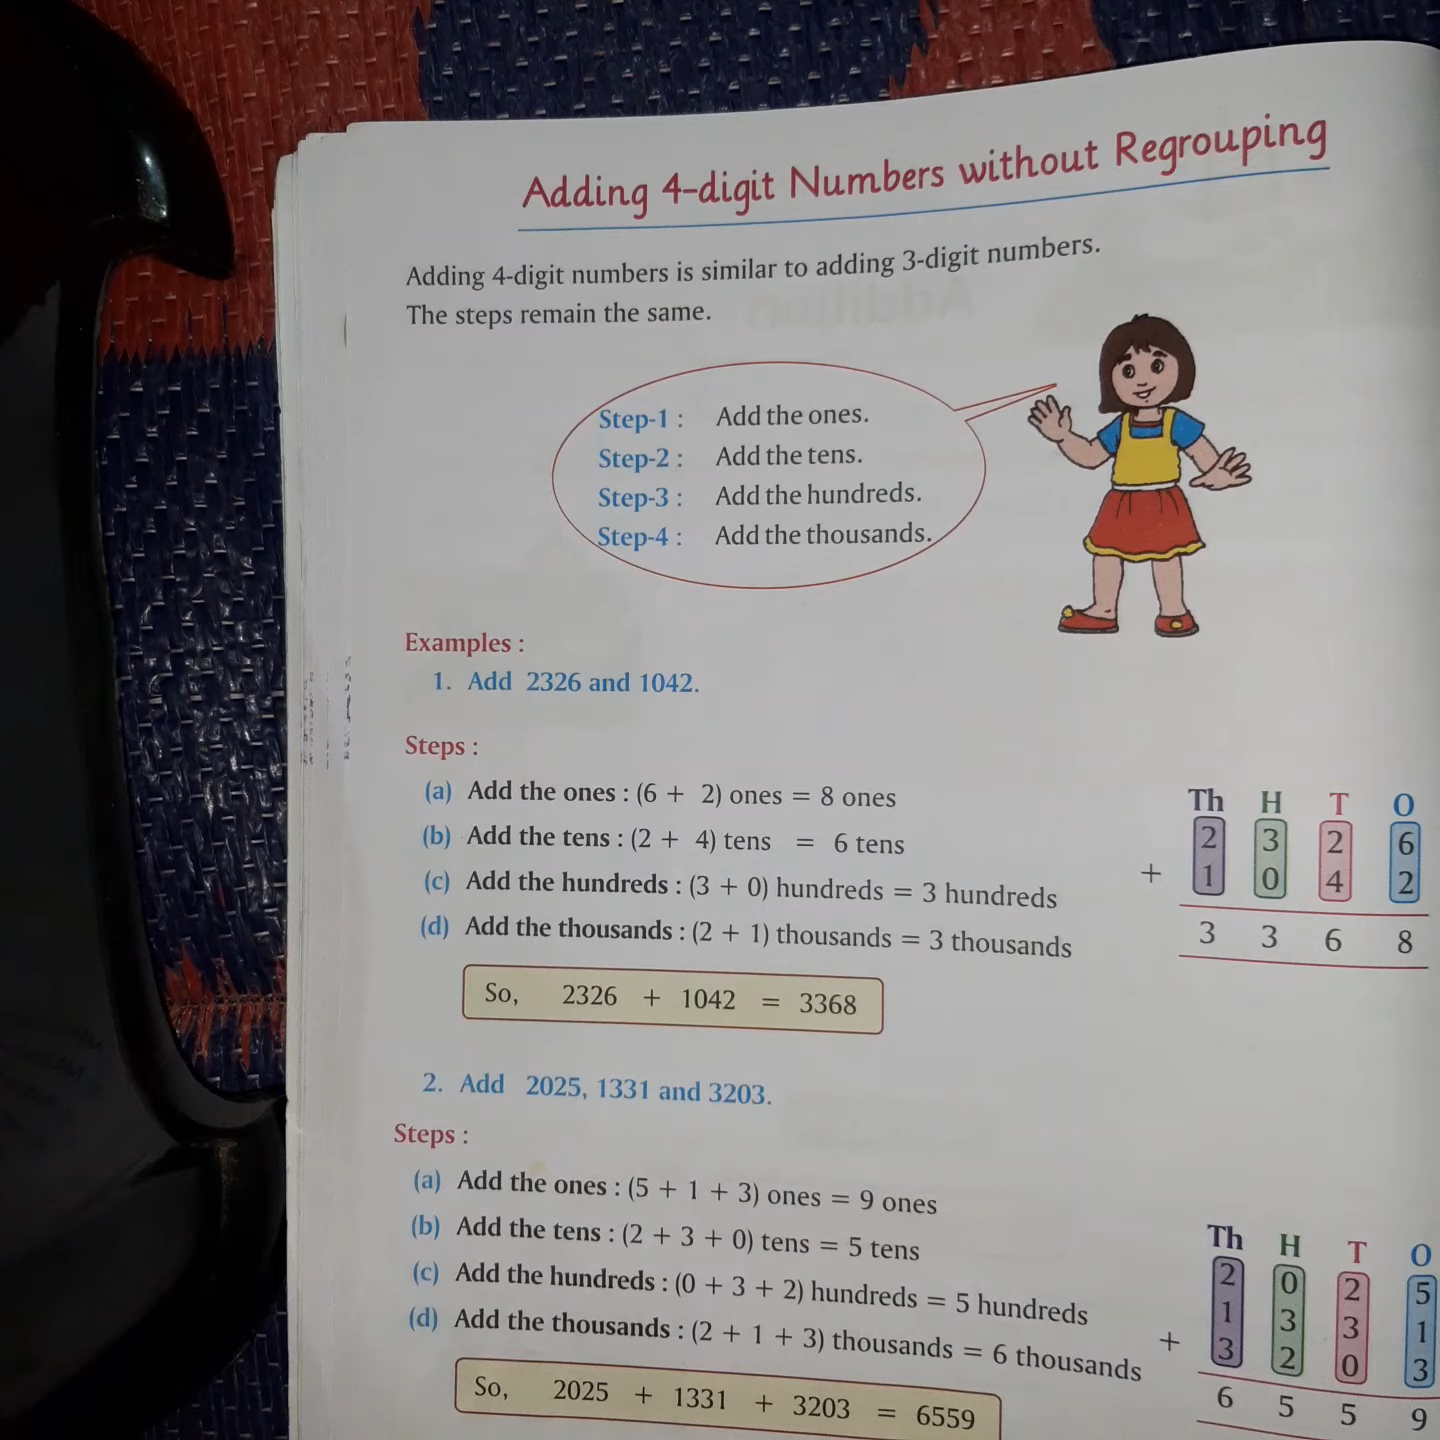 Adding 4-digit Numbers without Regrouping
Adding 4-digit numbers is similar to adding 3-digit numbers.
The steps remain the same.
Step-1 : Add the ones.
Step-2 : Add the tens.
Step-3 : Add the hundreds.
Step-4 : Add the thousands.
Examples :
1. Add 2326 and 1042.
Steps :
(a) Add the ones : (6 + 2) ones = 8 ones
(b) Add the tens : (2 + 4) tens = 6 tens
(c) Add the hundreds : (3 + 0) hundreds = 3 hundreds
(d) Add the thousands : (2 + 1) thousands = 3 thousands
Th H T O
2 3 2 6
+ 1 0 4 2
3 3 6 8
So, 2326 + 1042 = 3368
2. Add 2025, 1331 and 3203.
Steps :
(a) Add the ones : (5 + 1 + 3) ones = 9 ones
(b) Add the tens : (2 + 3 + 0) tens = 5 tens
(c) Add the hundreds : (0 + 3 + 2) hundreds = 5 hundreds
(d) Add the thousands : (2 + 1 + 3) thousands = 6 thousands
Th H T O
2 0 2 5
1 3 3 1
+ 3 2 0 3
6 5 5 9
So, 2025 + 1331 + 3203 = 6559